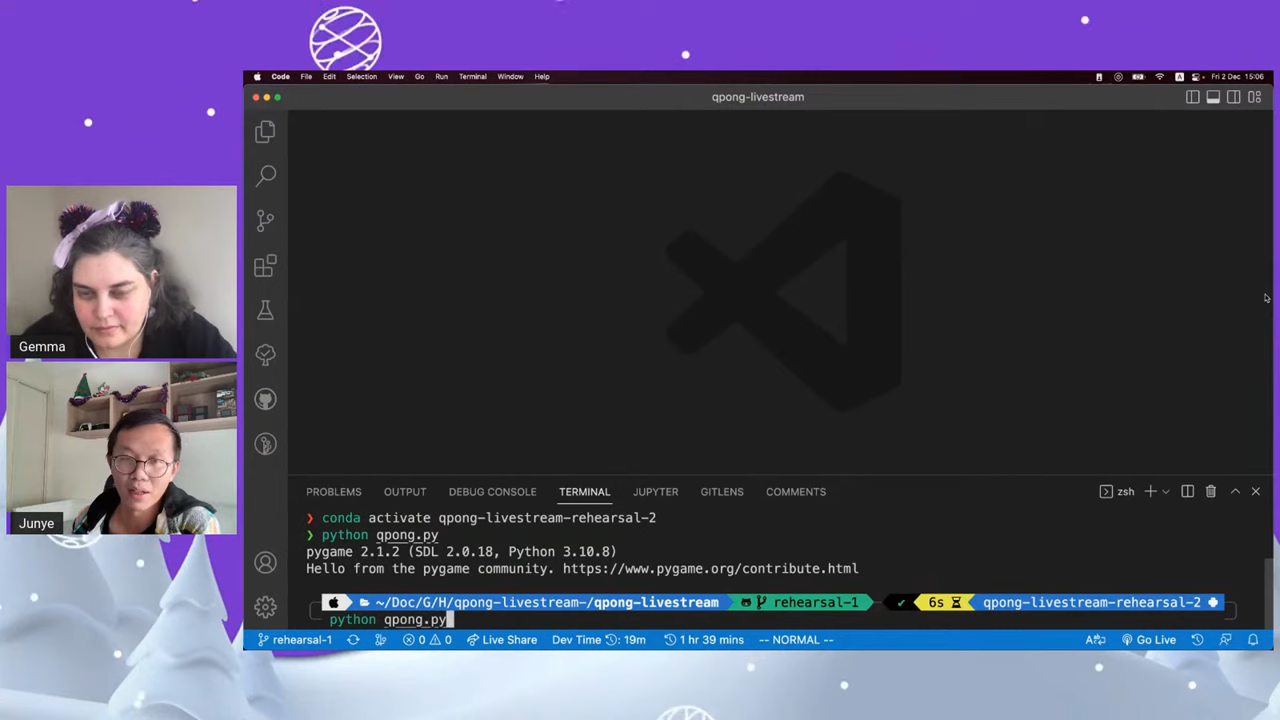 Code File Edit Selection View Go Run Terminal Window Help
A Fri 2 Dec 15:06
qpong-livestream
Gemma
Junye
PROBLEMS OUTPUT DEBUG CONSOLE TERMINAL JUPYTER GITLENS COMMENTS
zsh
❯ conda activate qpong-livestream-rehearsal-2
❯ python qpong.py
pygame 2.1.2 (SDL 2.0.18, Python 3.10.8)
Hello from the pygame community. https://www.pygame.org/contribute.html
~/Doc/G/H/qpong-livestream-/qpong-livestream rehearsal-1 ✔ 6s qpong-livestream-rehearsal-2
python qpong.py
rehearsal-1 0 0 Live Share Dev Time : 19m 1 hr 39 mins -- NORMAL -- Go Live